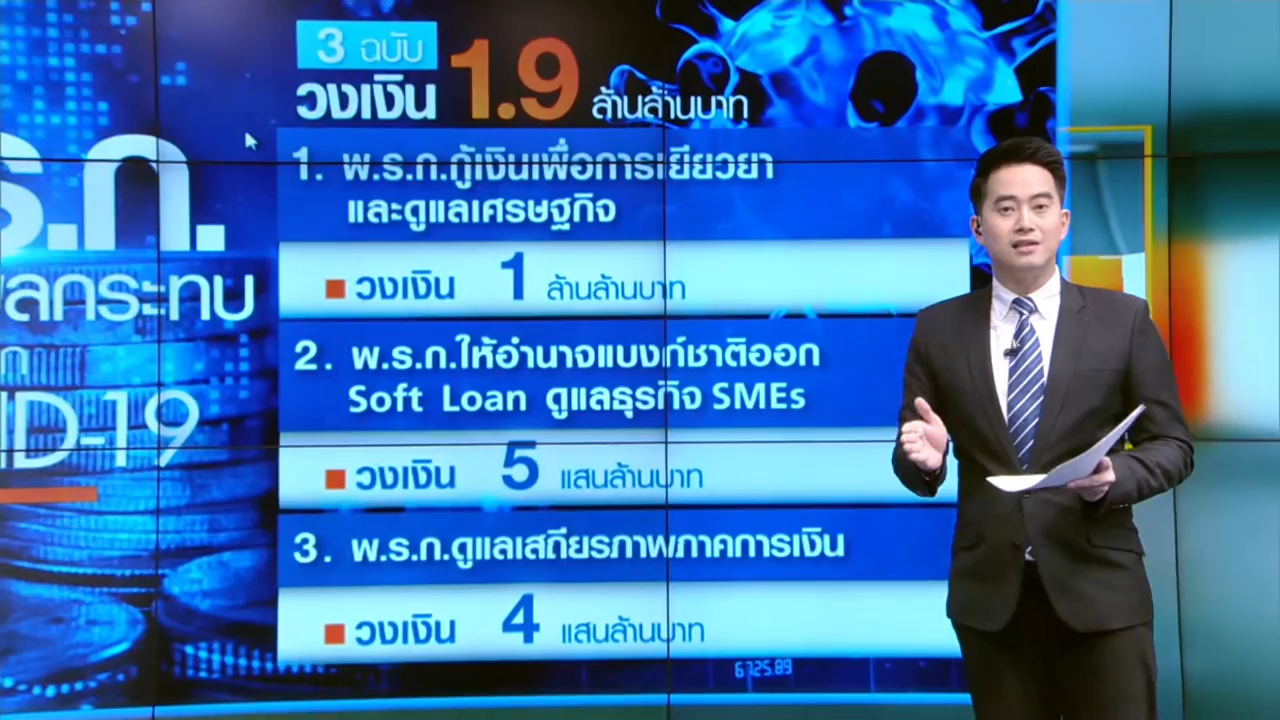 3 ฉบับ
วงเงิน 1.9 ล้านล้านบาท
1. พ.ร.ก.กู้เงินเพื่อการเยียวยา
และดูแลเศรษฐกิจ
วงเงิน 1 ล้านล้านบาท
2. พ.ร.ก.ให้อำนาจแบงก์ชาติออก
Soft Loan ดูแลธุรกิจ SMEs
วงเงิน 5 แสนล้านบาท
3. พ.ร.ก.ดูแลเสถียรภาพภาคการเงิน
วงเงิน 4 แสนล้านบาท
ร.ก.
ผลกระทบ
ID-19
6725.89